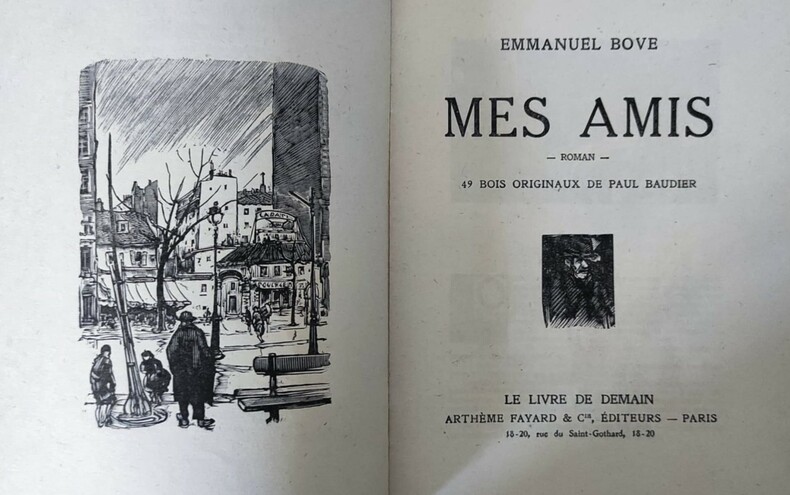 EMMANUEL BOVE
MES AMIS
— ROMAN —
49 BOIS ORIGINAUX DE PAUL BAUDIER
LE LIVRE DE DEMAIN
ARTHÈME FAYARD & Cie, ÉDITEURS — PARIS
18-20, rue du Saint-Gothard, 18-20